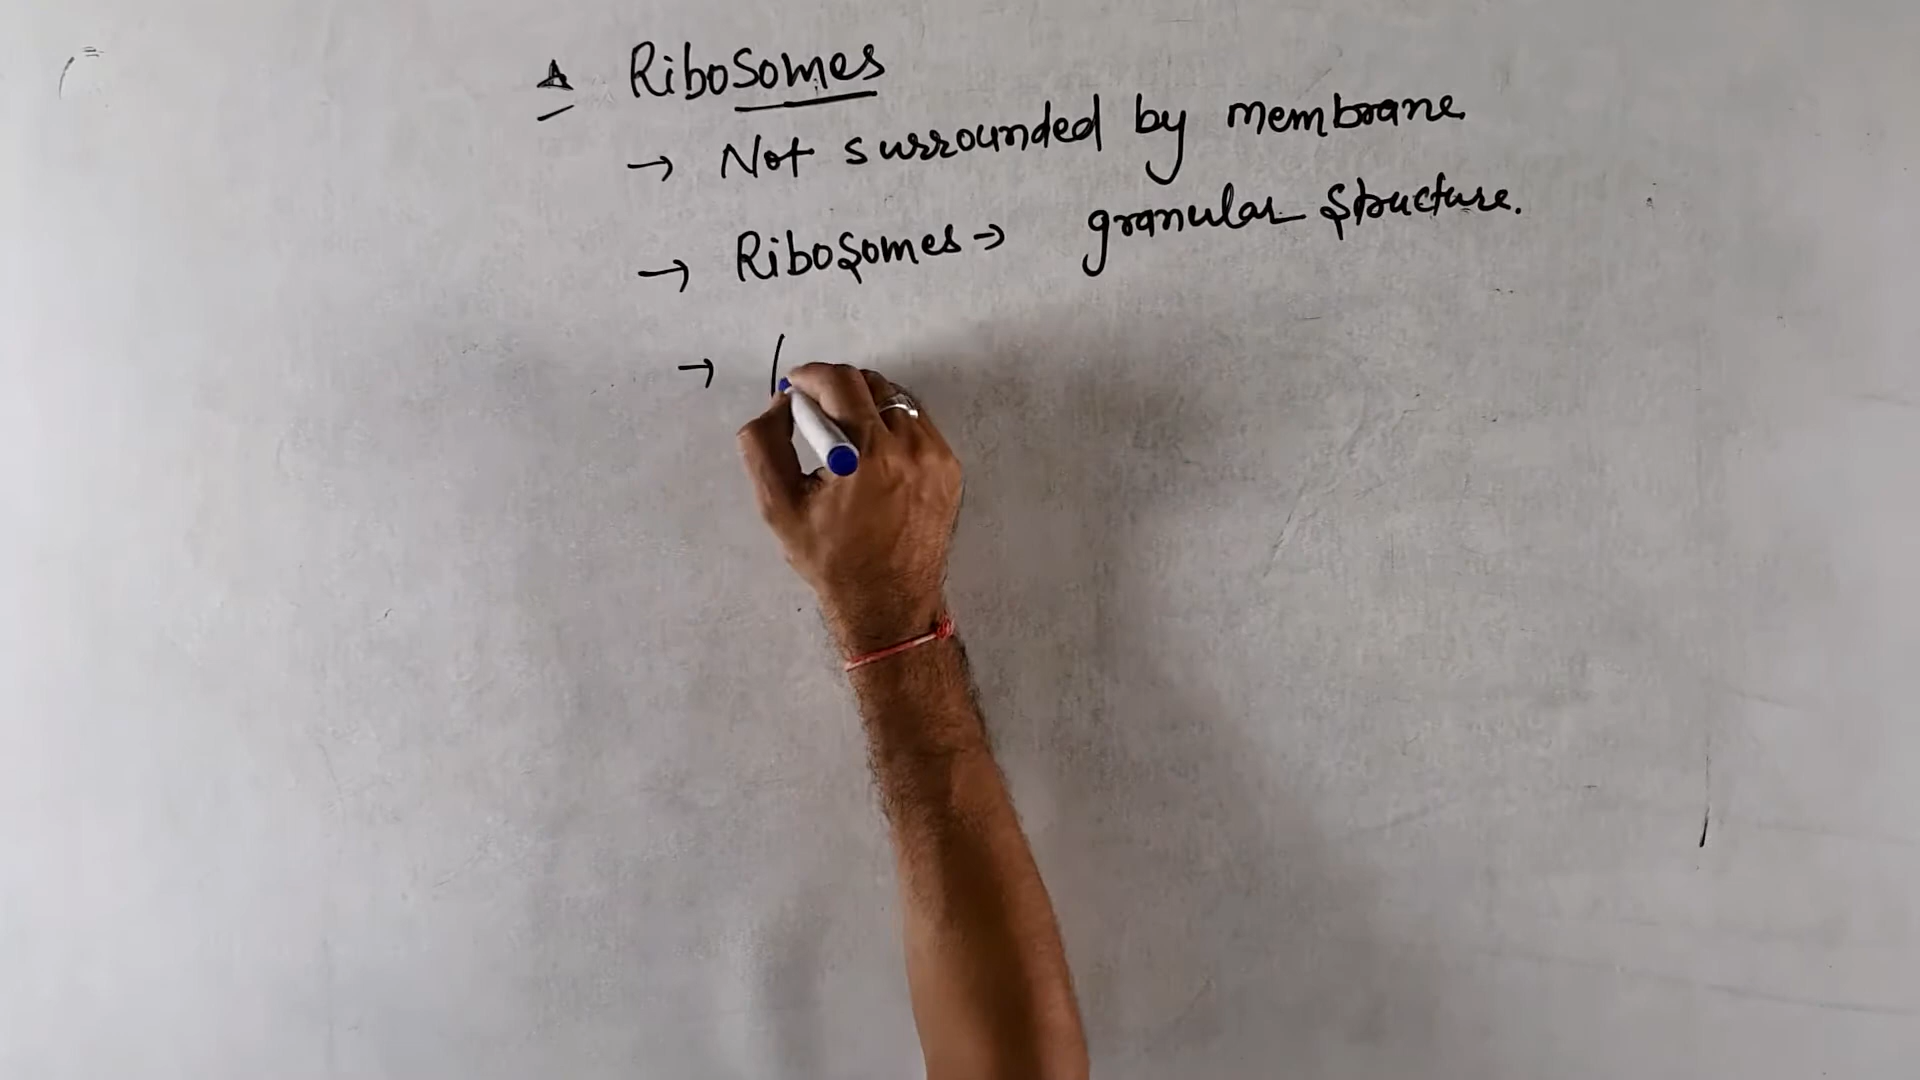 Ribosomes
→ Not surrounded by membrane
→ Ribosomes → granular structure.
→